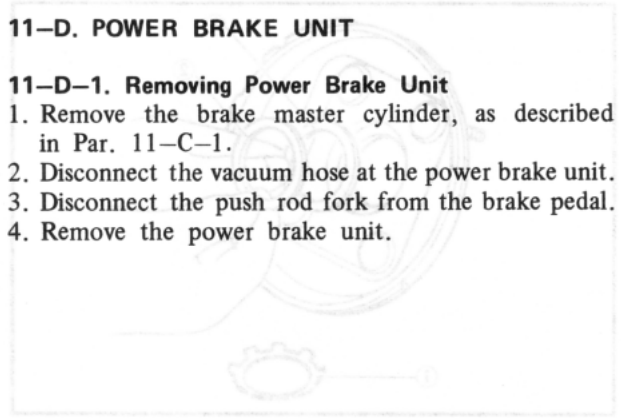 11–D. POWER BRAKE UNIT
11–D–1. Removing Power Brake Unit
1. Remove the brake master cylinder, as described
in Par. 11–C–1.
2. Disconnect the vacuum hose at the power brake unit.
3. Disconnect the push rod fork from the brake pedal.
4. Remove the power brake unit.